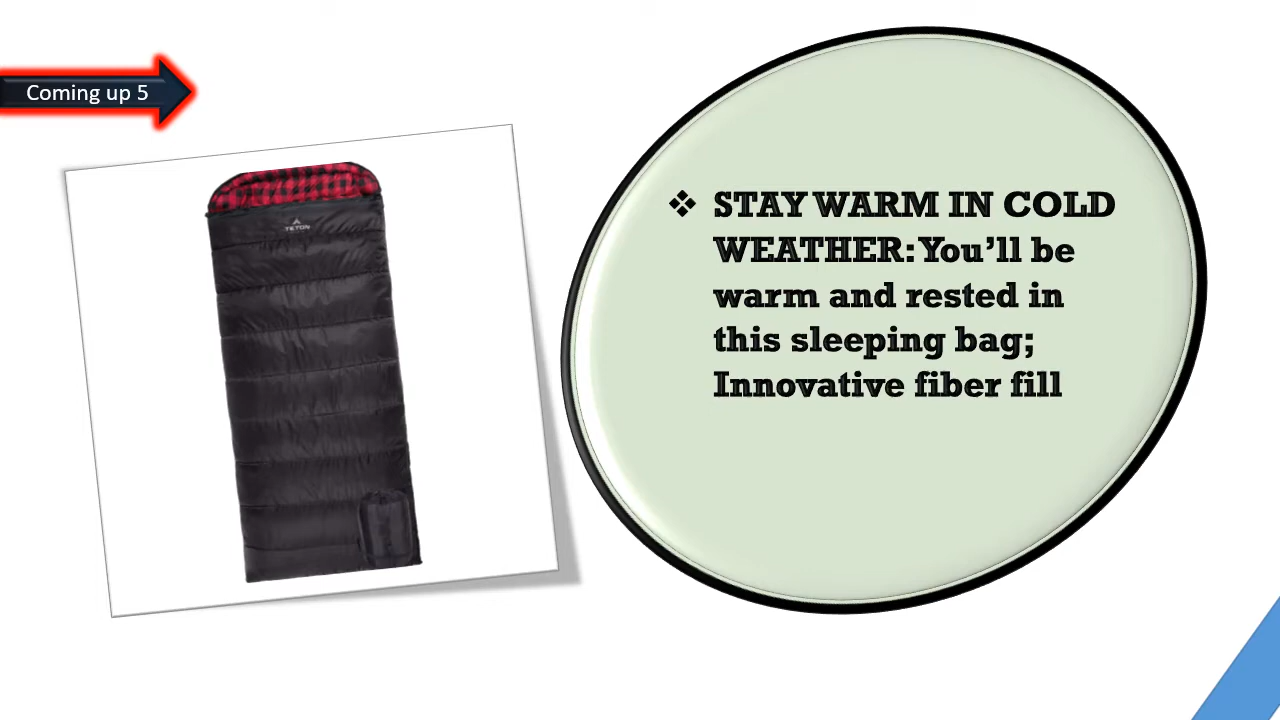 Coming up 5
TETON
❖ STAY WARM IN COLD
WEATHER: You’ll be
warm and rested in
this sleeping bag;
Innovative fiber fill